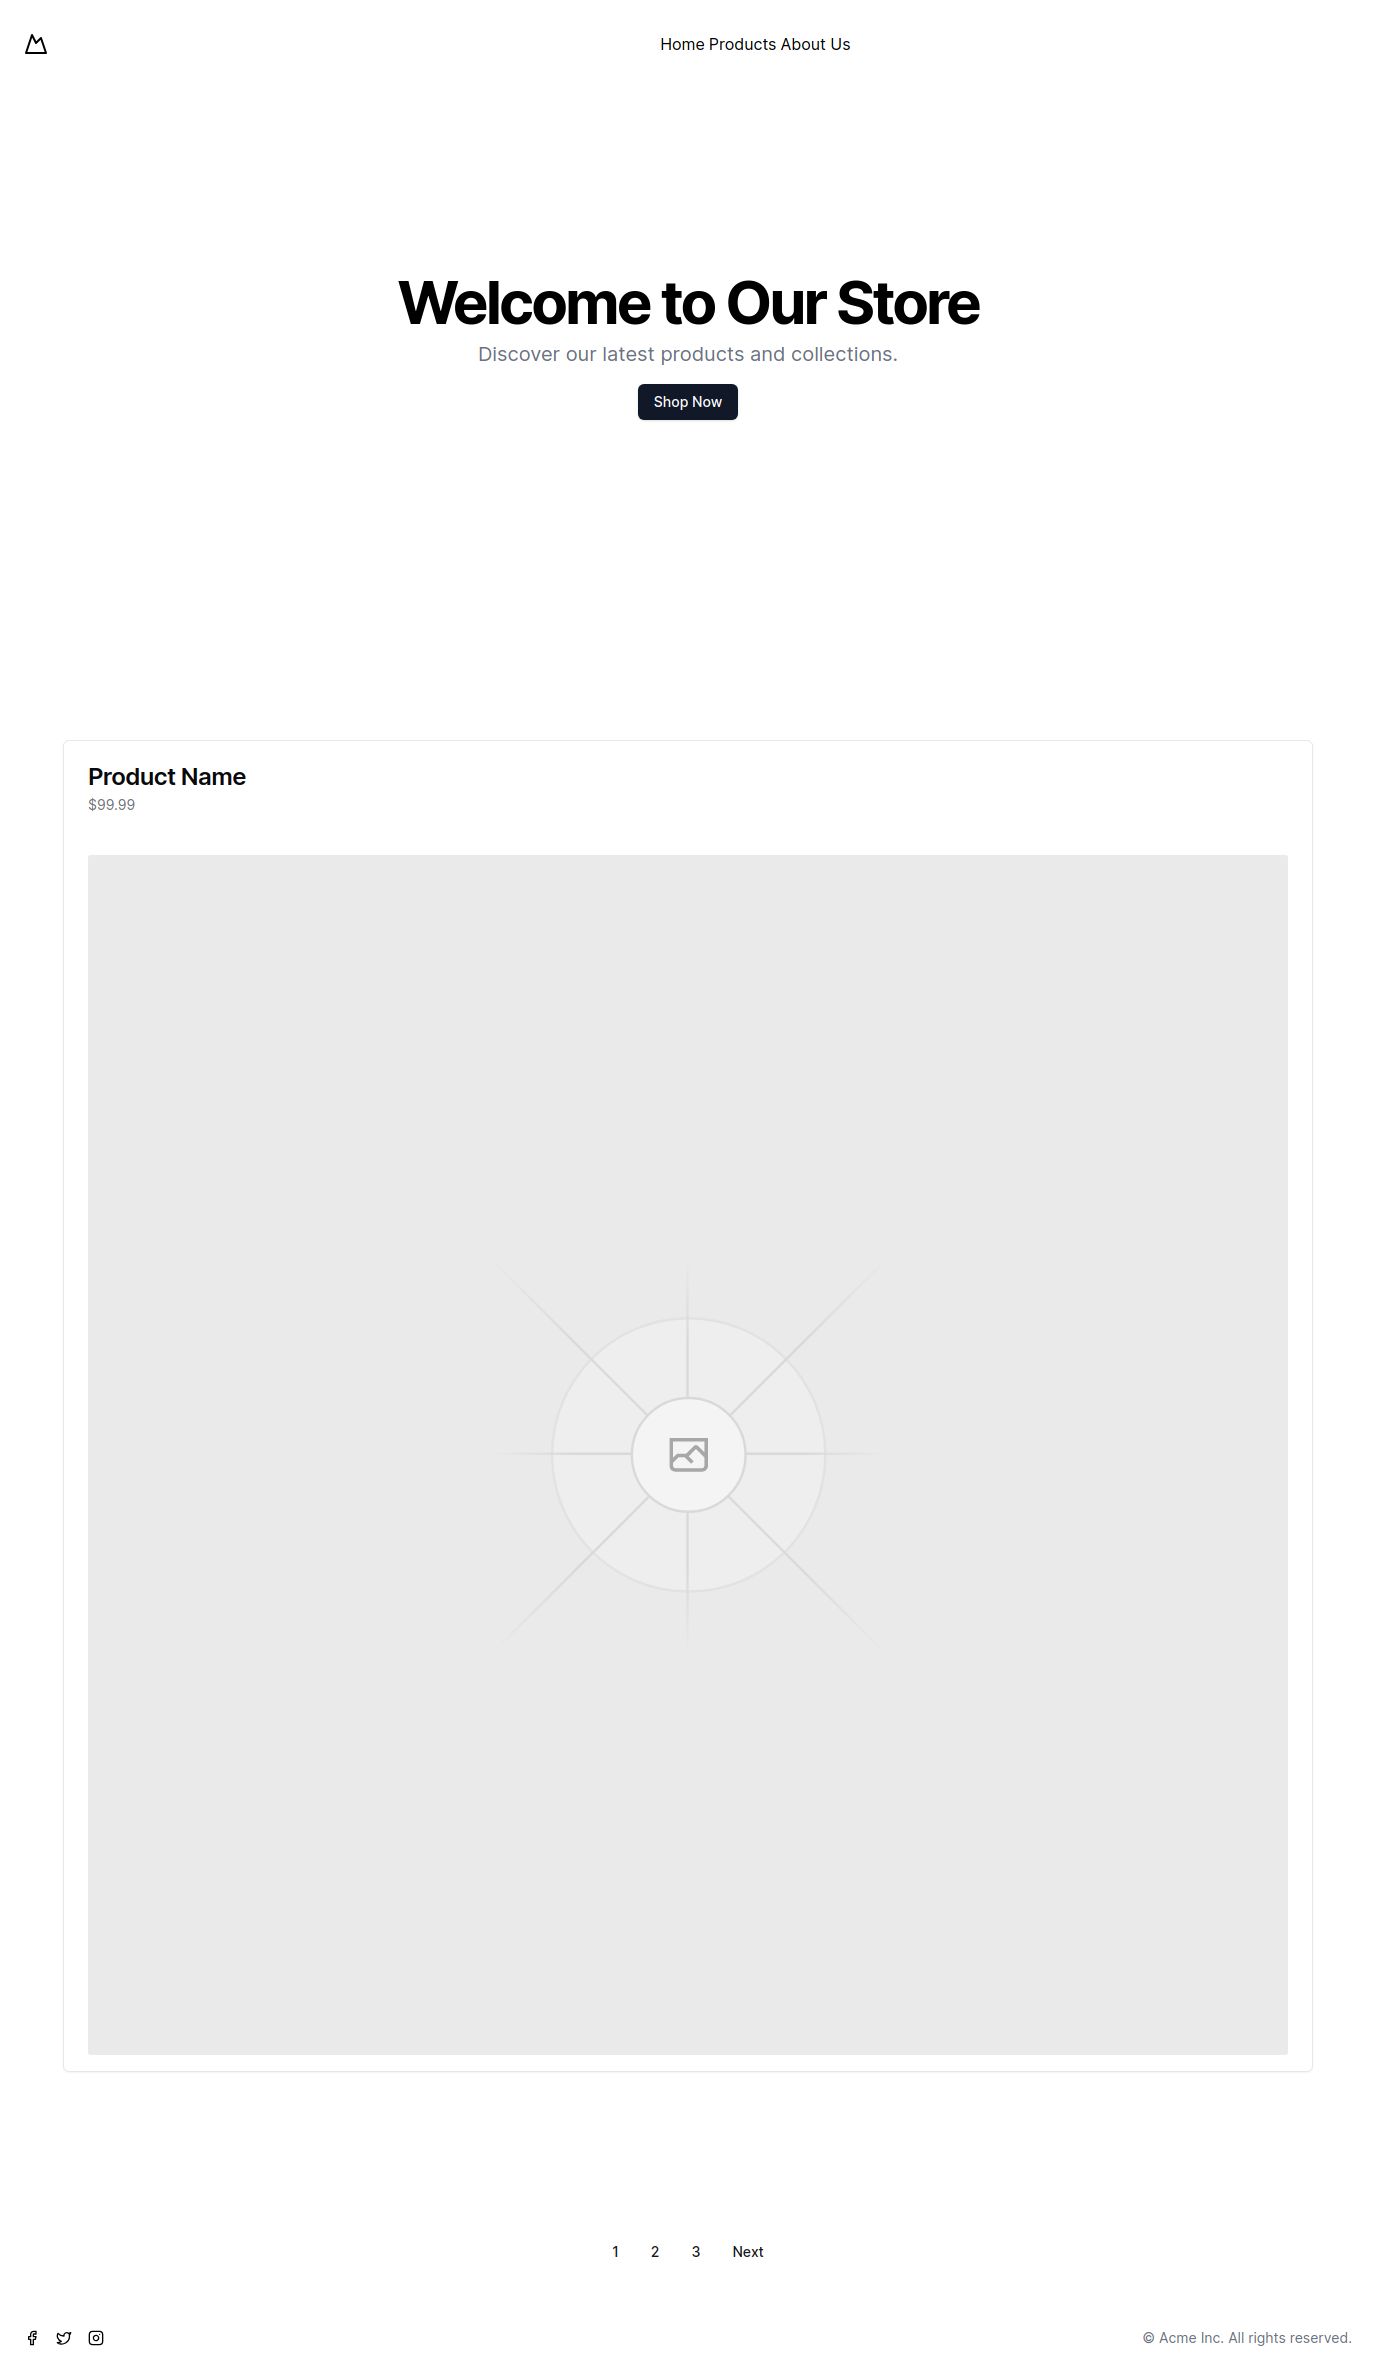 Home Products About Us
Welcome to Our Store
Discover our latest products and collections.
Shop Now
Product Name
$99.99
1 2 3 Next
© Acme Inc. All rights reserved.